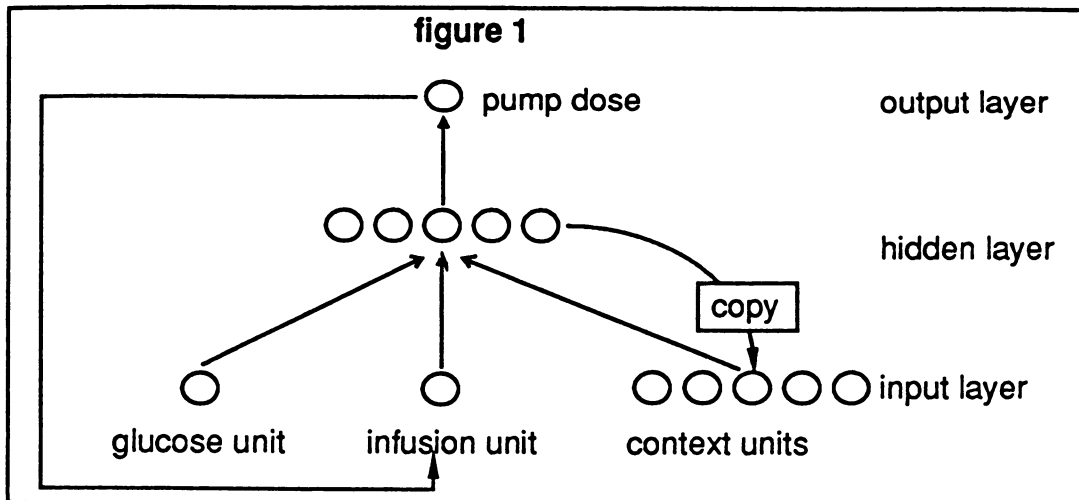 figure 1
pump dose
output layer
hidden layer
copy
input layer
glucose unit
infusion unit
context units